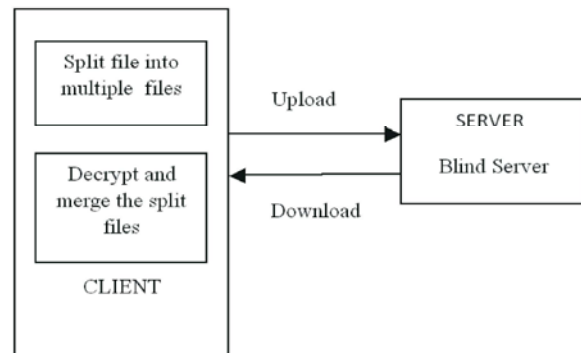 Split file into
multiple files
Decrypt and
merge the split
files
CLIENT
Upload
Download
SERVER
Blind Server